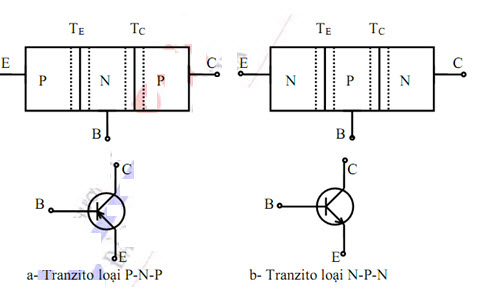 T_E T_C T_E T_C
E C E C
P N P N P N
B B
C C
B B
E E
a- Tranzito loại P-N-P b- Tranzito loại N-P-N